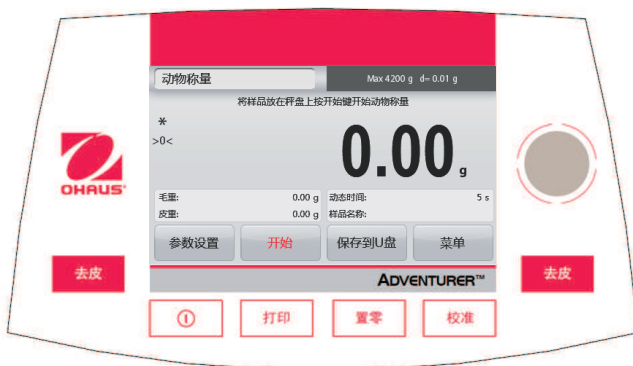 动物称量 Max 4200 g d= 0.01 g
将样品放在秤盘上按开始键开始动物称量
*
>0<
0.00 g
毛重: 0.00 g 动态时间: 5 s
皮重: 0.00 g 样品名称:
参数设置 开始 保存到U盘 菜单
OHAUS
去皮 ADVENTURER™ 去皮
打印 置零 校准